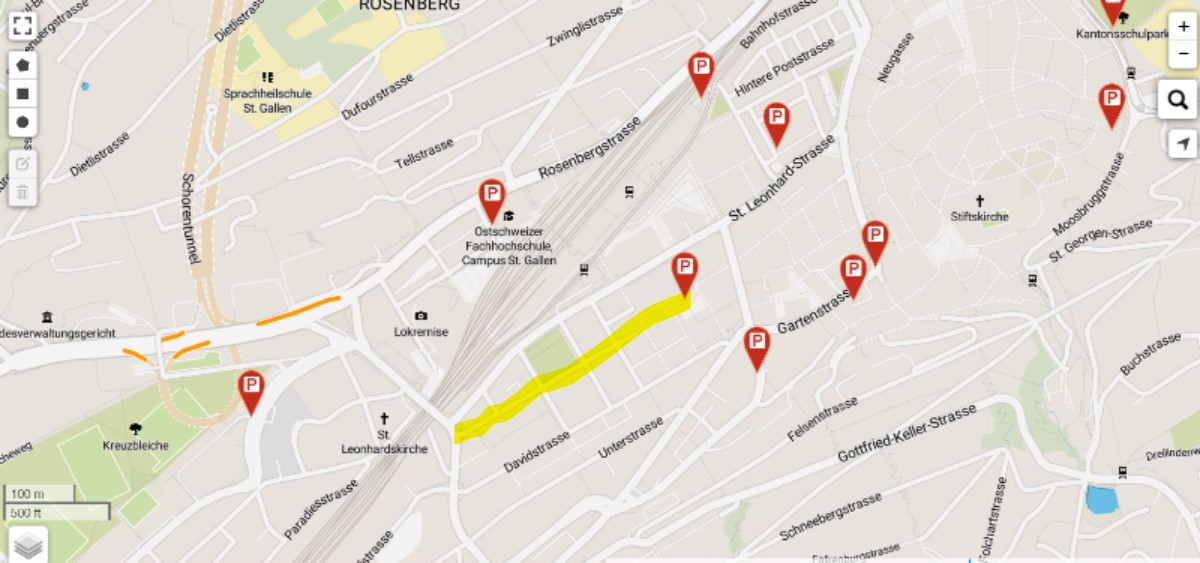 ROSENBERG
Dietlistrasse
Zwinglistrasse
Bahnhofstrasse
Kantonsschulpark
+
−
Neugasse
Hintere Poststrasse
Sprachheilschule
St. Gallen
Dufourstrasse
P
P
P
Tellstrasse
Rosenbergstrasse
Dietlistrasse
Schorentunnel
St. Leonhard-Strasse
Moosbruggstrasse
P
Stiftskirche
Ostschweizer
Fachhochschule,
Campus St. Gallen
St. Georgen-Strasse
P
P
P
Gartenstrasse
desverwaltungsgericht
Lokremise
P
Buchstrasse
P
Kreuzbleiche
St.
Leonhardskirche
Davidstrasse
Unterstrasse
Felsenstrasse
Gottfried-Keller-Strasse
100 m
500 ft
Paradiesstrasse
Schneebergstrasse
Falkenburgstrasse